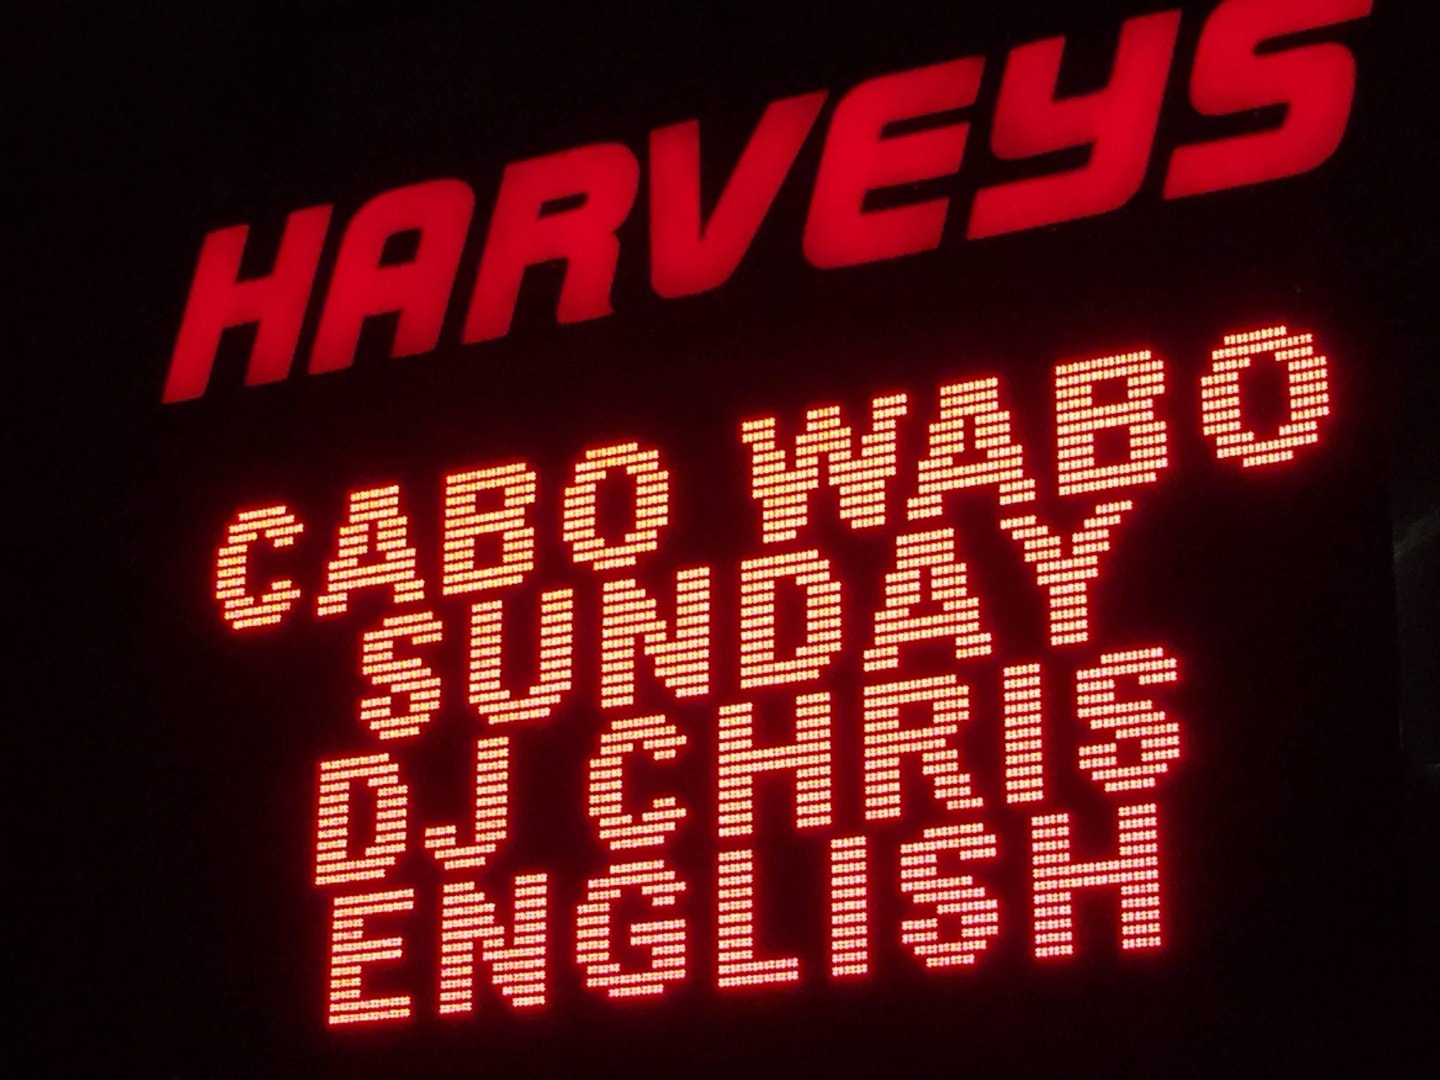 HARVEYS
CABO WABO
SUNDAY
DJ CHRIS
ENGLISH